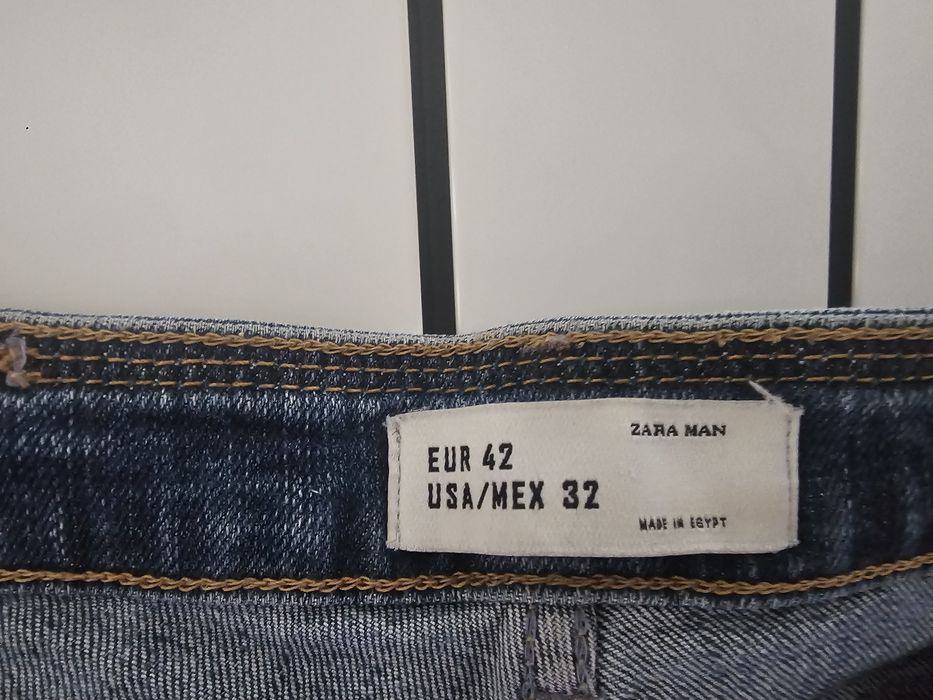 ZARA MAN
EUR 42
USA/MEX 32
MADE IN EGYPT